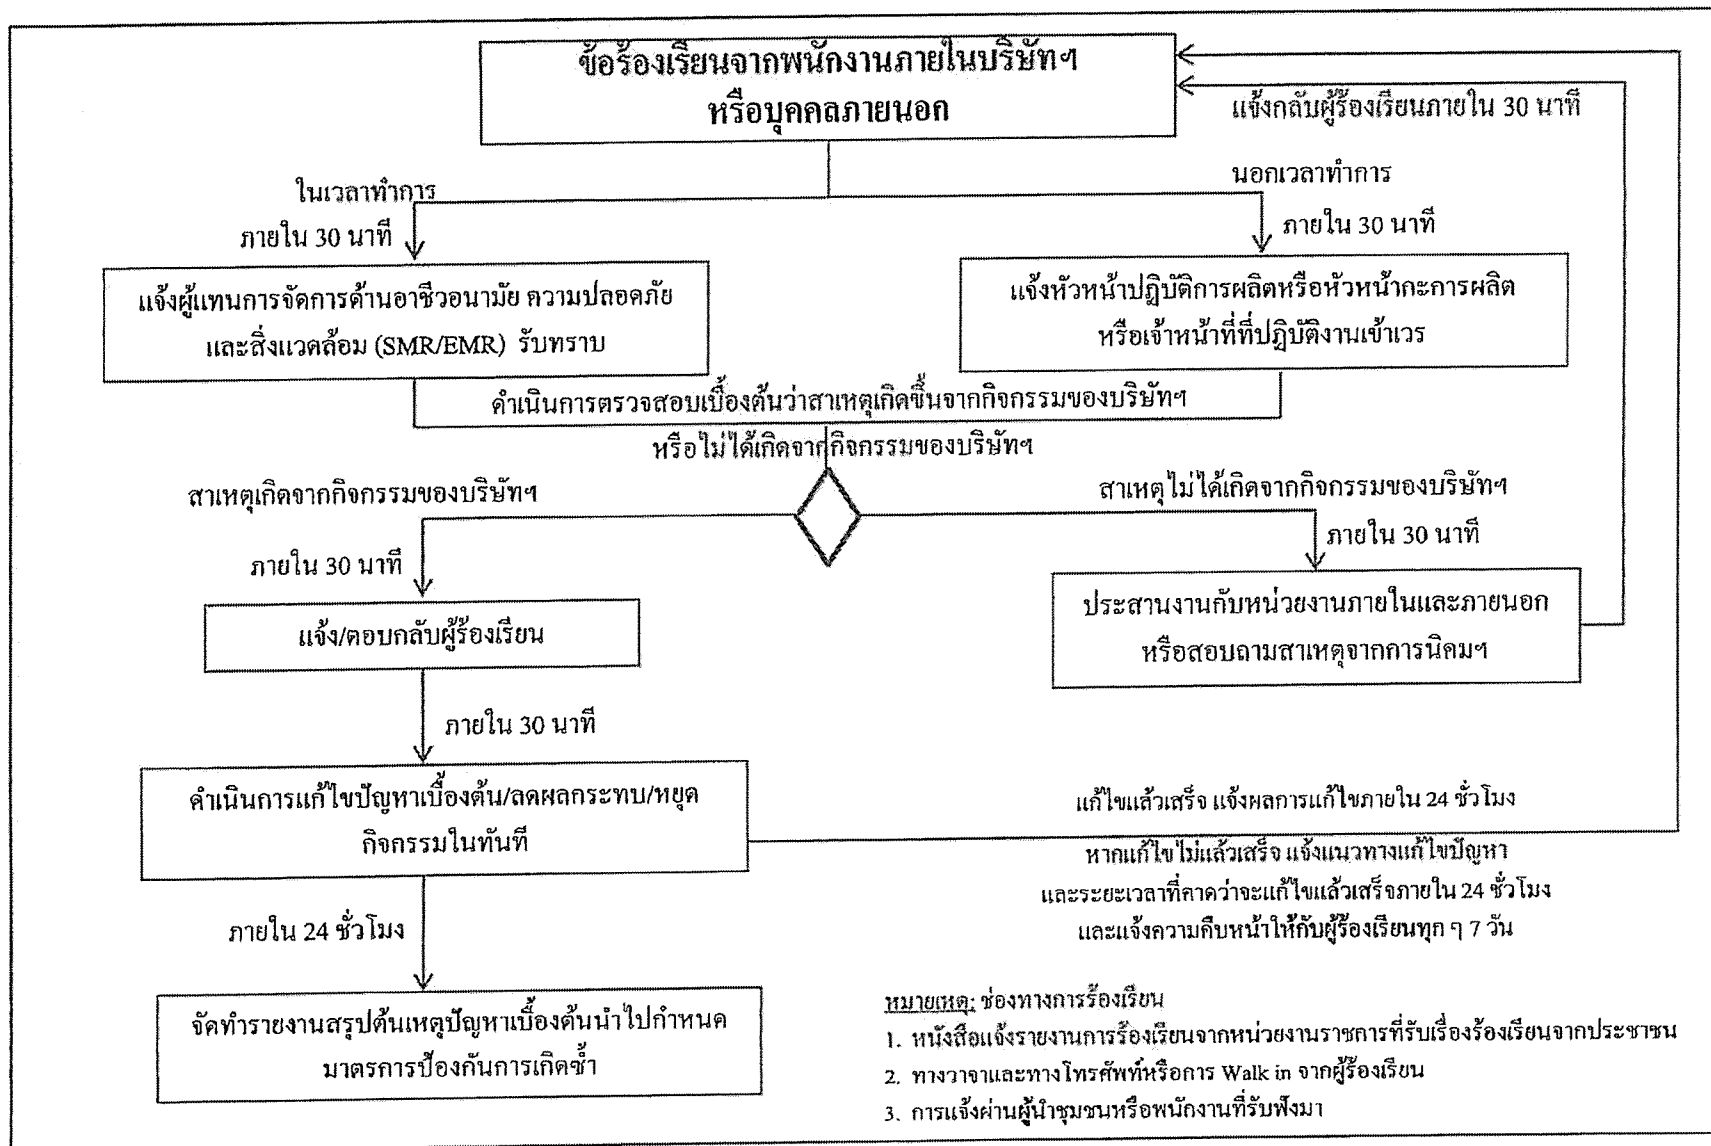 ข้อร้องเรียนจากพนักงานภายในบริษัทฯ
หรือบุคคลภายนอก
แจ้งกลับผู้ร้องเรียนภายใน 30 นาที
ในเวลาทำการ
นอกเวลาทำการ
ภายใน 30 นาที
ภายใน 30 นาที
แจ้งผู้แทนการจัดการด้านอาชีวอนามัย ความปลอดภัย
และสิ่งแวดล้อม (SMR/EMR) รับทราบ
แจ้งหัวหน้าปฏิบัติการผลิตหรือหัวหน้ากะการผลิต
หรือเจ้าหน้าที่ที่ปฏิบัติงานเข้าเวร
ดำเนินการตรวจสอบเบื้องต้นว่าสาเหตุเกิดขึ้นจากกิจกรรมของบริษัทฯ
หรือไม่ได้เกิดจากกิจกรรมของบริษัทฯ
สาเหตุเกิดจากกิจกรรมของบริษัทฯ
สาเหตุไม่ได้เกิดจากกิจกรรมของบริษัทฯ
ภายใน 30 นาที
ภายใน 30 นาที
แจ้ง/ตอบกลับผู้ร้องเรียน
ประสานงานกับหน่วยงานภายในและภายนอก
หรือสอบถามสาเหตุจากการนิคมฯ
ภายใน 30 นาที
ดำเนินการแก้ไขปัญหาเบื้องต้น/ลดผลกระทบ/หยุด
กิจกรรมในทันที
แก้ไขแล้วเสร็จ แจ้งผลการแก้ไขภายใน 24 ชั่วโมง
หากแก้ไขไม่แล้วเสร็จ แจ้งแนวทางแก้ไขปัญหา
และระยะเวลาที่คาดว่าจะแก้ไขแล้วเสร็จภายใน 24 ชั่วโมง
และแจ้งความคืบหน้าให้กับผู้ร้องเรียนทุก ๆ 7 วัน
ภายใน 24 ชั่วโมง
จัดทำรายงานสรุปต้นเหตุปัญหาเบื้องต้นนำไปกำหนด
มาตรการป้องกันการเกิดซ้ำ
หมายเหตุ: ช่องทางการร้องเรียน
1. หนังสือแจ้งรายงานการร้องเรียนจากหน่วยงานราชการที่รับเรื่องร้องเรียนจากประชาชน
2. ทางวาจาและทางโทรศัพท์หรือการ Walk in จากผู้ร้องเรียน
3. การแจ้งผ่านผู้นำชุมชนหรือพนักงานที่รับฟังมา